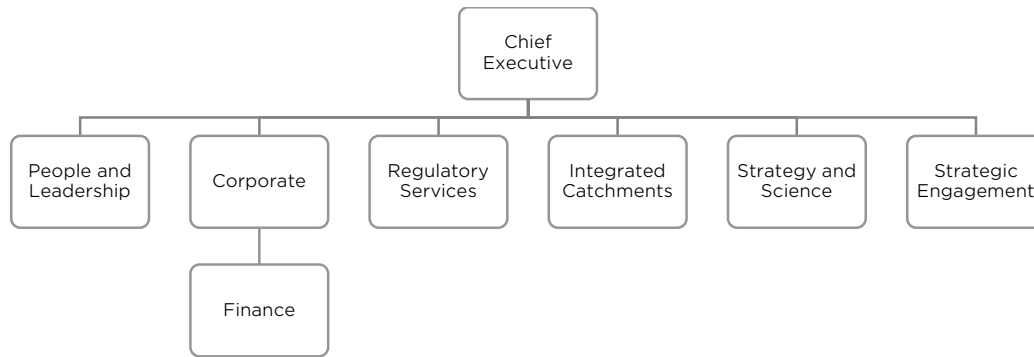 Chief
Executive
People and
Leadership
Corporate
Regulatory
Services
Integrated
Catchments
Strategy and
Science
Strategic
Engagement
Finance